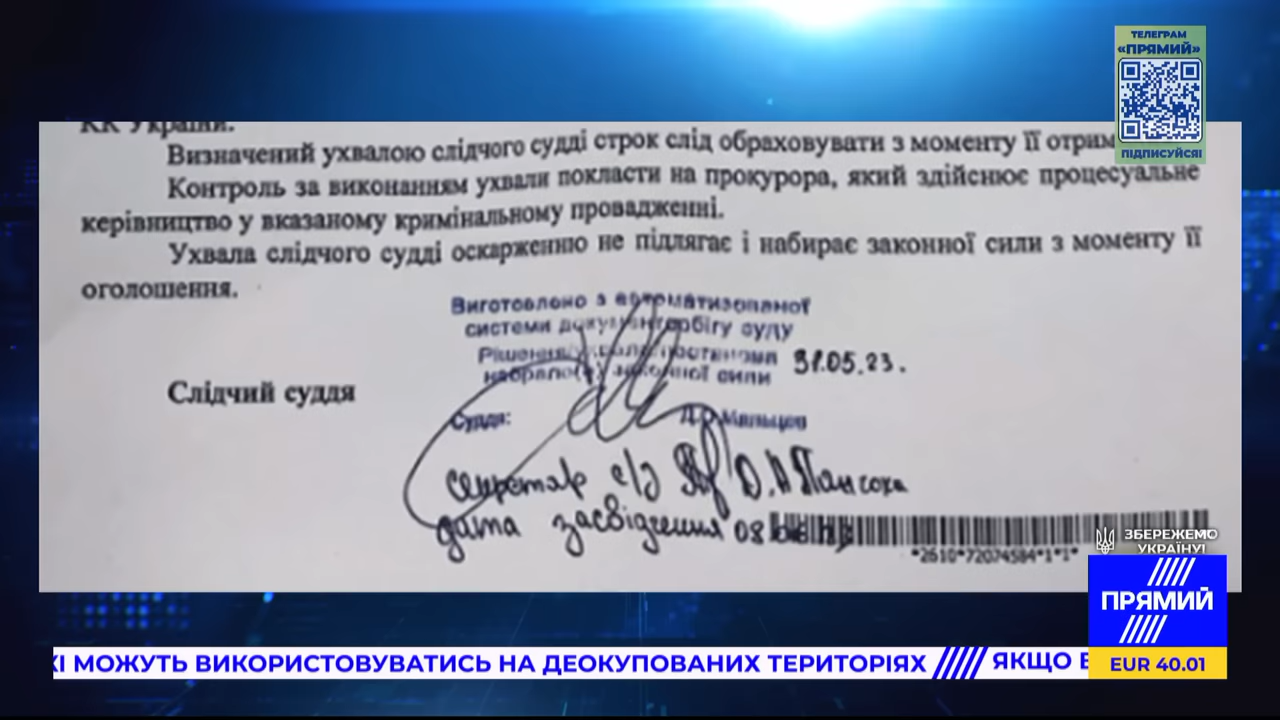 ТЕЛЕГРАМ
«ПРЯМИЙ»
ПІДПИСУЙСЯ!
КК України.
Визначений ухвалою слідчого судді строк слід обраховувати з моменту її отрим
Контроль за виконанням ухвали покласти на прокурора, який здійснює процесуальне
керівництво у вказаному кримінальному провадженні.
Ухвала слідчого судді оскарженню не підлягає і набирає законної сили з моменту її
оголошення.
Виготовлено з автоматизованої
системи документообігу суду
Рішення/ухвала/постанова
набрало(е) законної сили 31.05.23.
Слідчий суддя
Суддя: Д.О.Мальцев
секретар с/з Д.А Пансока
дата засвідчення 08
*2610*72074584*1*1*
ЗБЕРЕЖЕМО
УКРАЇНУ!
ПРЯМИЙ
КІ МОЖУТЬ ВИКОРИСТОВУВАТИСЬ НА ДЕОКУПОВАНИХ ТЕРИТОРІЯХ //// ЯКЩО В
EUR 40.01